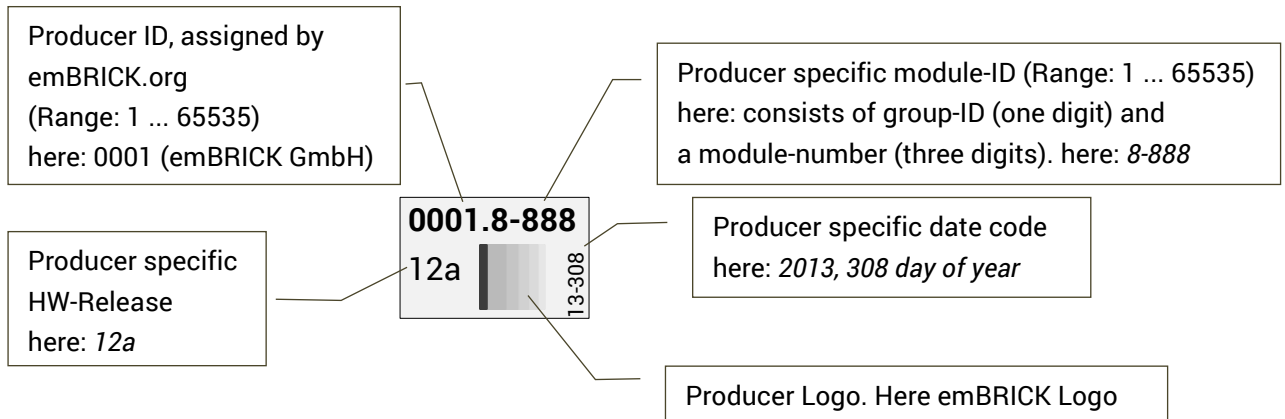 Producer ID, assigned by
emBRICK.org
(Range: 1 ... 65535)
here: 0001 (emBRICK GmbH)
Producer specific module-ID (Range: 1 ... 65535)
here: consists of group-ID (one digit) and
a module-number (three digits). here: 8-888
0001.8-888
12a
13-308
Producer specific
HW-Release
here: 12a
Producer specific date code
here: 2013, 308 day of year
Producer Logo. Here emBRICK Logo